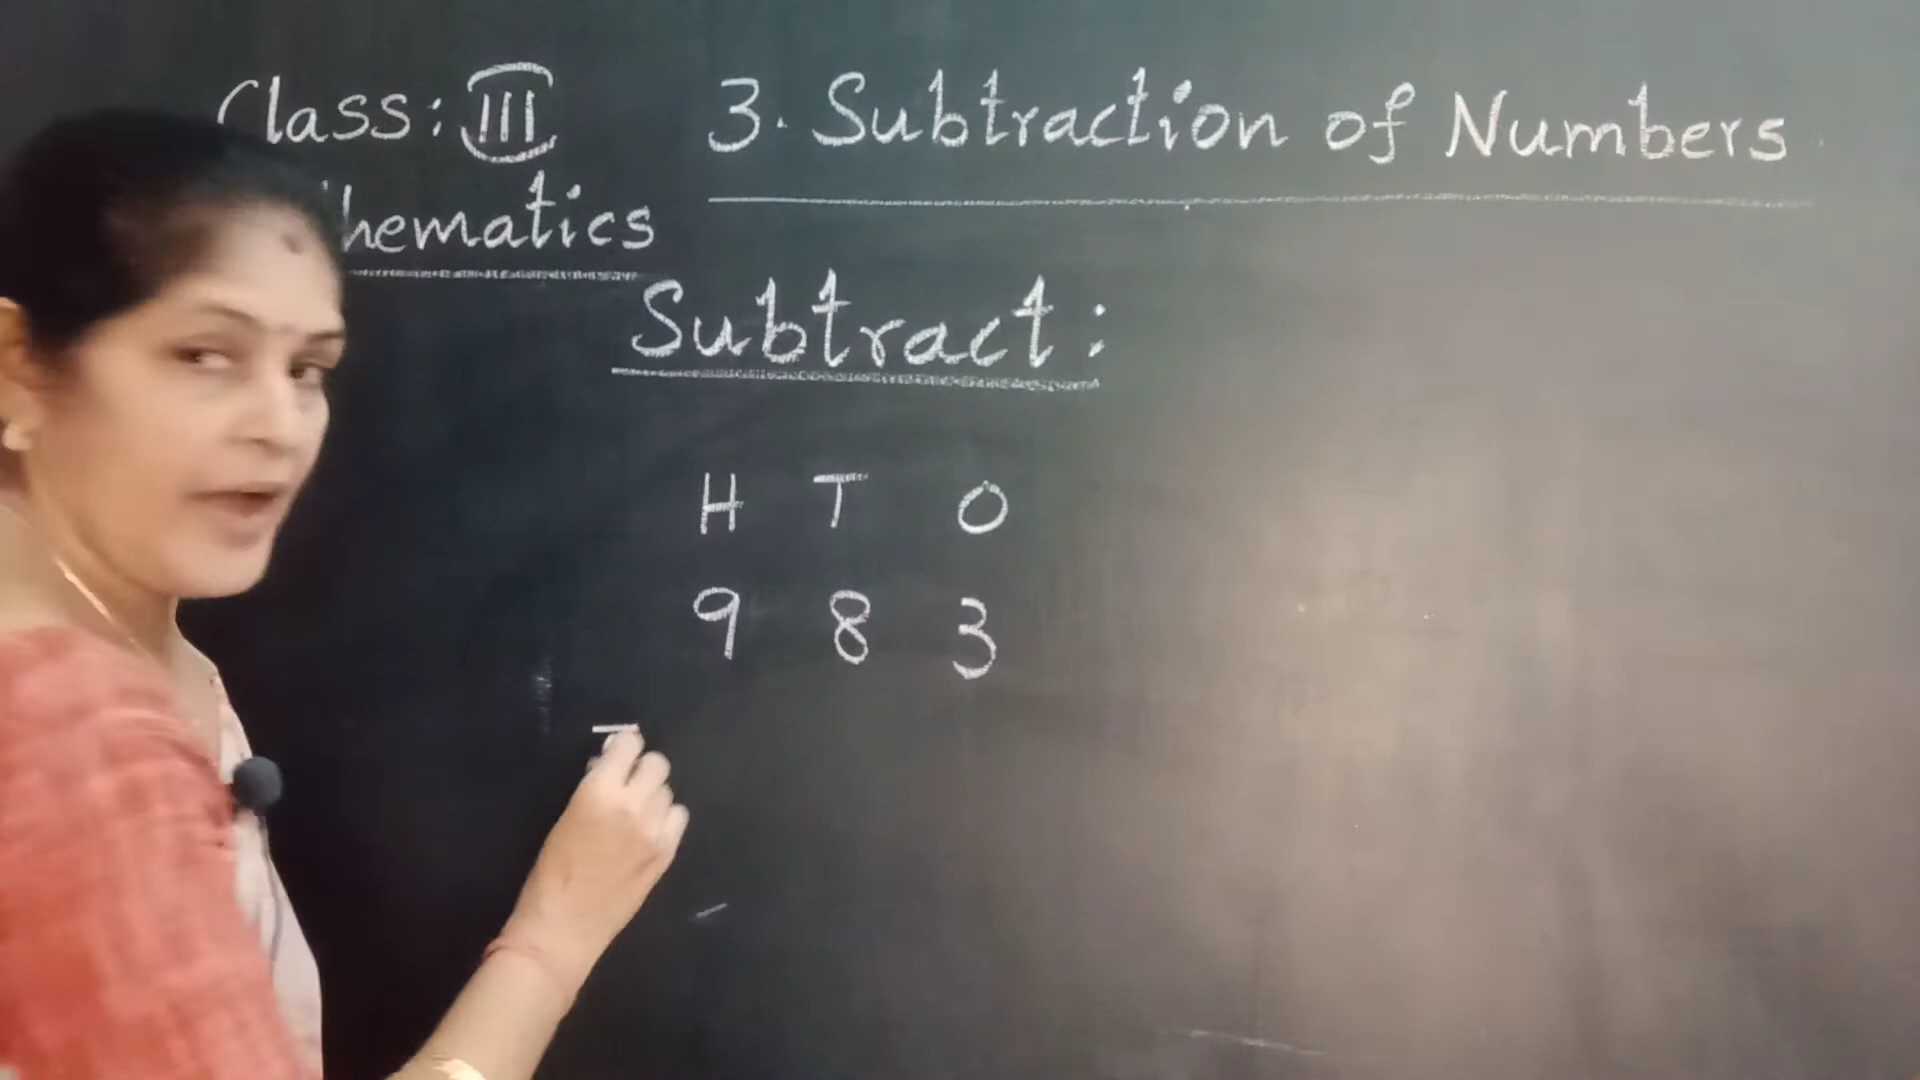 Class: III
3. Subtraction of Numbers
hematics
Subtract:
H T O
9 8 3
-